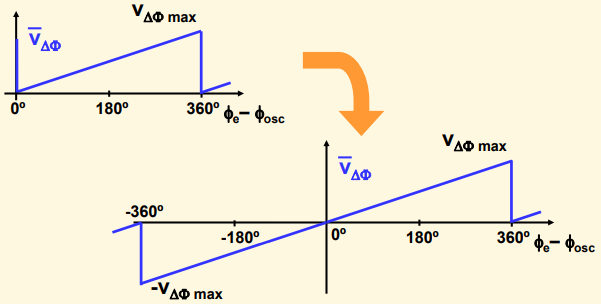 VΔΦ max
V̅ΔΦ
0º 180º 360º ϕe− ϕosc
VΔΦ max
V̅ΔΦ
-360º
-180º 0º 180º 360º ϕe− ϕosc
-VΔΦ max